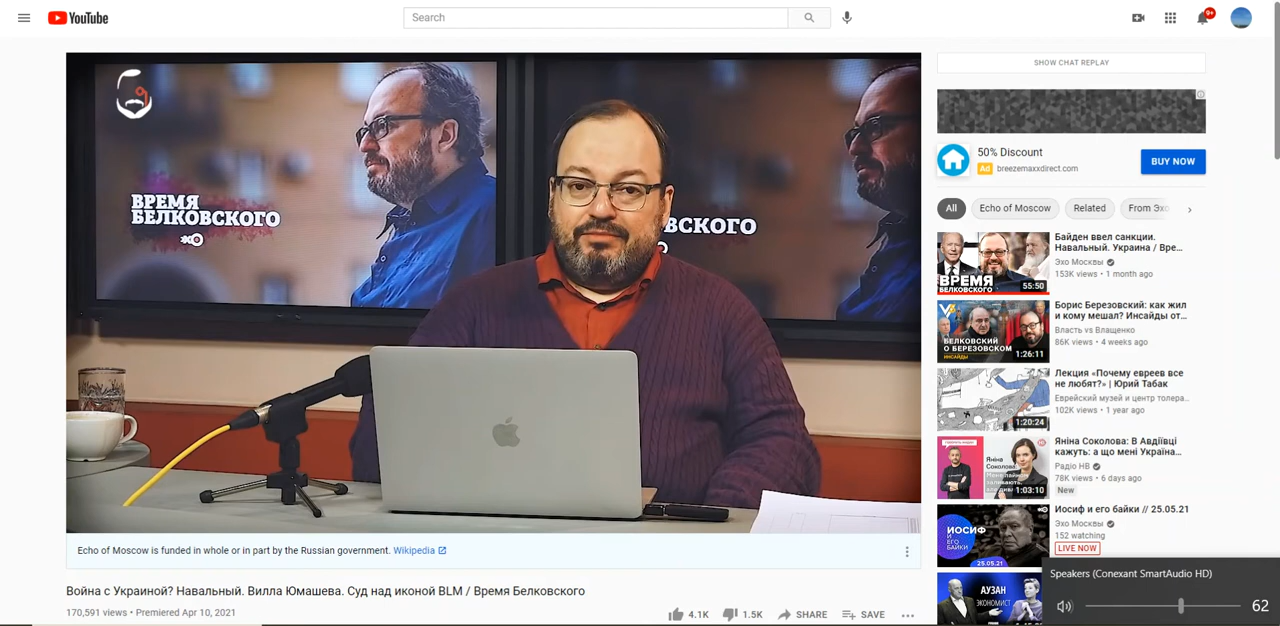 YouTube
Search
9+
SHOW CHAT REPLAY
ВРЕМЯ
БЕЛКОВСКОГО
ВСКОГО
50% Discount
Ad breezemaxxdirect.com
BUY NOW
All
Echo of Moscow
Related
From Эхо
Байден ввел санкции.
Навальный. Украина / Вре...
Эхо Москвы
153K views • 1 month ago
ВРЕМЯ
БЕЛКОВСКОГО
55:50
Борис Березовский: как жил
и кому мешал? Инсайды от...
Власть vs Влащенко
86K views • 4 weeks ago
БЕЛКОВСКИЙ
О БЕРЕЗОВСКОМ
ИНСАЙДЫ
1:26:11
Лекция «Почему евреев все
не любят?» | Юрий Табак
Еврейский музей и центр толера...
102K views • 1 year ago
1:20:24
Яніна Соколова: В Авдіївці
кажуть: а що мені Україна...
Радіо НВ
78K views • 6 days ago
New
Яніна
Соколова:
1:03:10
Иосиф и его байки // 25.05.21
Эхо Москвы
152 watching
LIVE NOW
ИОСИФ
И ЕГО
БАЙКИ
25.05.21
АУЗАН
ЭКОНОМИСТ
Echo of Moscow is funded in whole or in part by the Russian government. Wikipedia
Война с Украиной? Навальный. Вилла Юмашева. Суд над иконой BLM / Время Белковского
170,591 views • Premiered Apr 10, 2021
4.1K
1.5K
SHARE
SAVE
Speakers (Conexant SmartAudio HD)
62